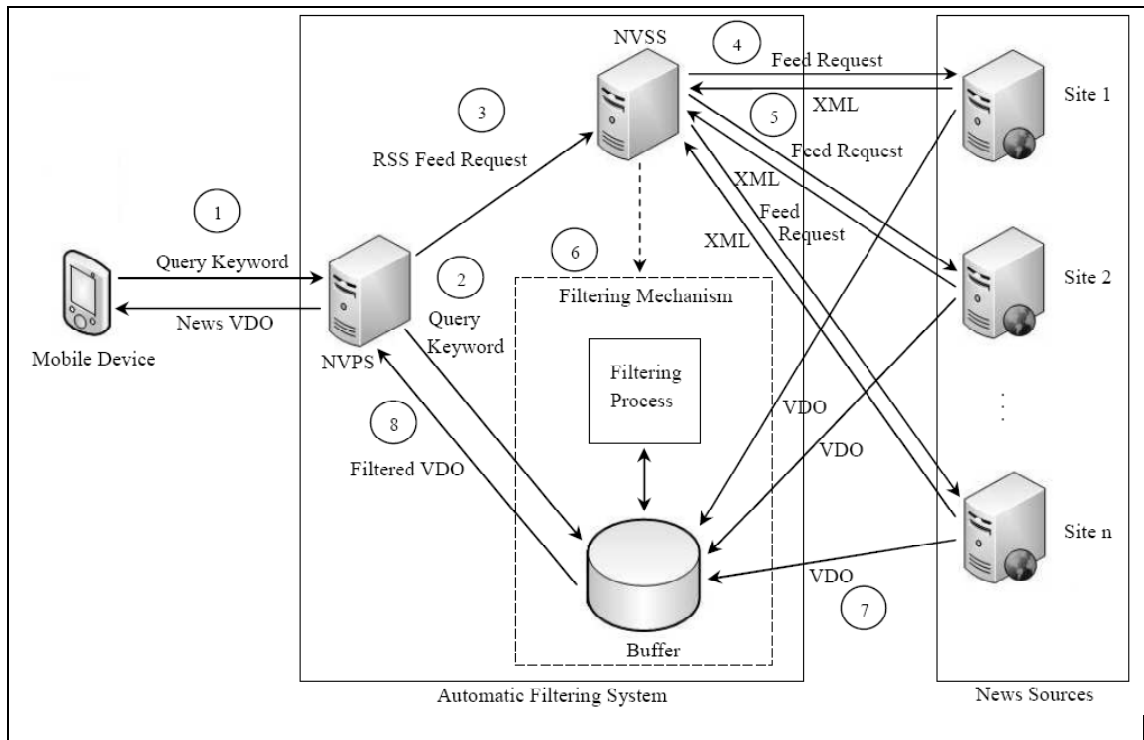 NVSS
4
Feed Request
XML
Site 1
3
5
RSS Feed Request
Feed Request
XML
Feed
Request
XML
1
Query Keyword
News VDO
Mobile Device
NVPS
2
Query
Keyword
6
Filtering Mechanism
Site 2
Filtering
Process
VDO
8
Filtered VDO
VDO
Site n
VDO
7
Buffer
Automatic Filtering System
News Sources